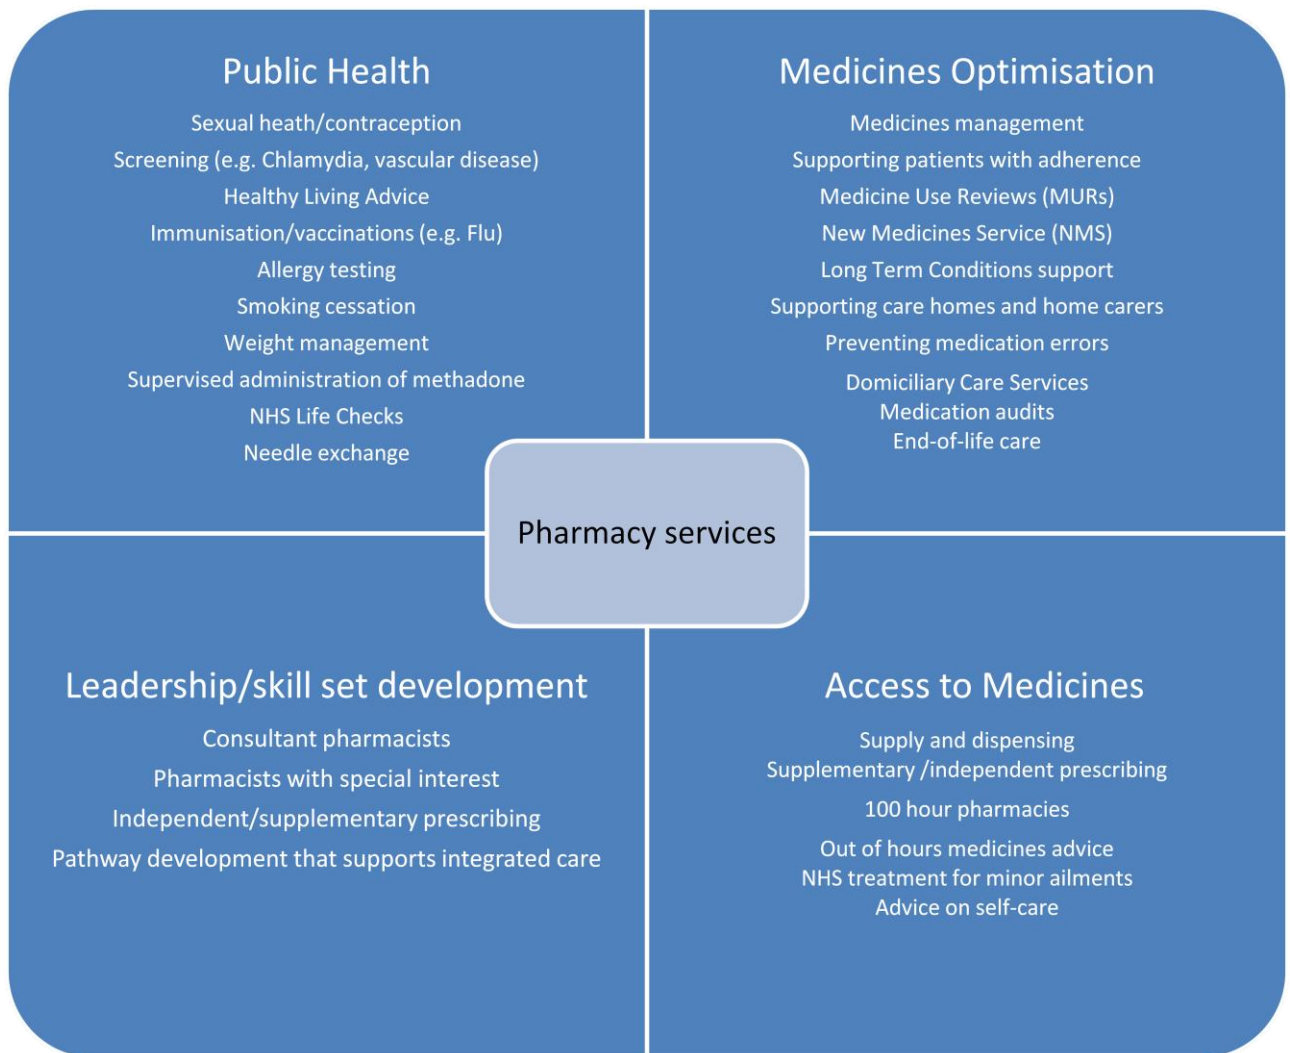 Public Health
Sexual heath/contraception
Screening (e.g. Chlamydia, vascular disease)
Healthy Living Advice
Immunisation/vaccinations (e.g. Flu)
Allergy testing
Smoking cessation
Weight management
Supervised administration of methadone
NHS Life Checks
Needle exchange
Medicines Optimisation
Medicines management
Supporting patients with adherence
Medicine Use Reviews (MURs)
New Medicines Service (NMS)
Long Term Conditions support
Supporting care homes and home carers
Preventing medication errors
Domiciliary Care Services
Medication audits
End-of-life care
Pharmacy services
Leadership/skill set development
Consultant pharmacists
Pharmacists with special interest
Independent/supplementary prescribing
Pathway development that supports integrated care
Access to Medicines
Supply and dispensing
Supplementary /independent prescribing
100 hour pharmacies
Out of hours medicines advice
NHS treatment for minor ailments
Advice on self-care